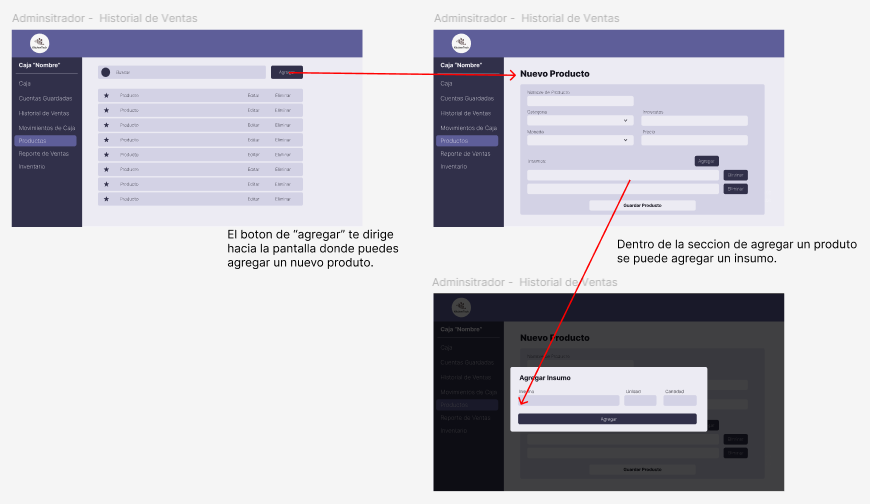 Adminsitrador - Historial de Ventas
Caja "Nombre"
Caja
Cuentas Guardadas
Historial de Ventas
Movimientos de Caja
Productos
Reporte de Ventas
Inventario
Buscar
Agregar
Producto Editar Eliminar
Producto Editar Eliminar
Producto Editar Eliminar
Producto Editar Eliminar
Producto Editar Eliminar
Producto Editar Eliminar
Producto Editar Eliminar
Producto Editar Eliminar
El boton de "agregar" te dirige
hacia la pantalla donde puedes
agregar un nuevo produto.
Adminsitrador - Historial de Ventas
Caja "Nombre"
Caja
Cuentas Guardadas
Historial de Ventas
Movimientos de Caja
Productos
Reporte de Ventas
Inventario
Nuevo Producto
Nombre del Producto
Categoria
Precio
Insumos
Agregar
Eliminar
Eliminar
Guardar Producto
Dentro de la seccion de agregar un produto
se puede agregar un insumo.
Adminsitrador - Historial de Ventas
Caja "Nombre"
Caja
Cuentas Guardadas
Historial de Ventas
Movimientos de Caja
Productos
Reporte de Ventas
Inventario
Nuevo Producto
Agregar Insumo
Unidad
Cantidad
Agregar
Eliminar
Eliminar
Guardar Producto